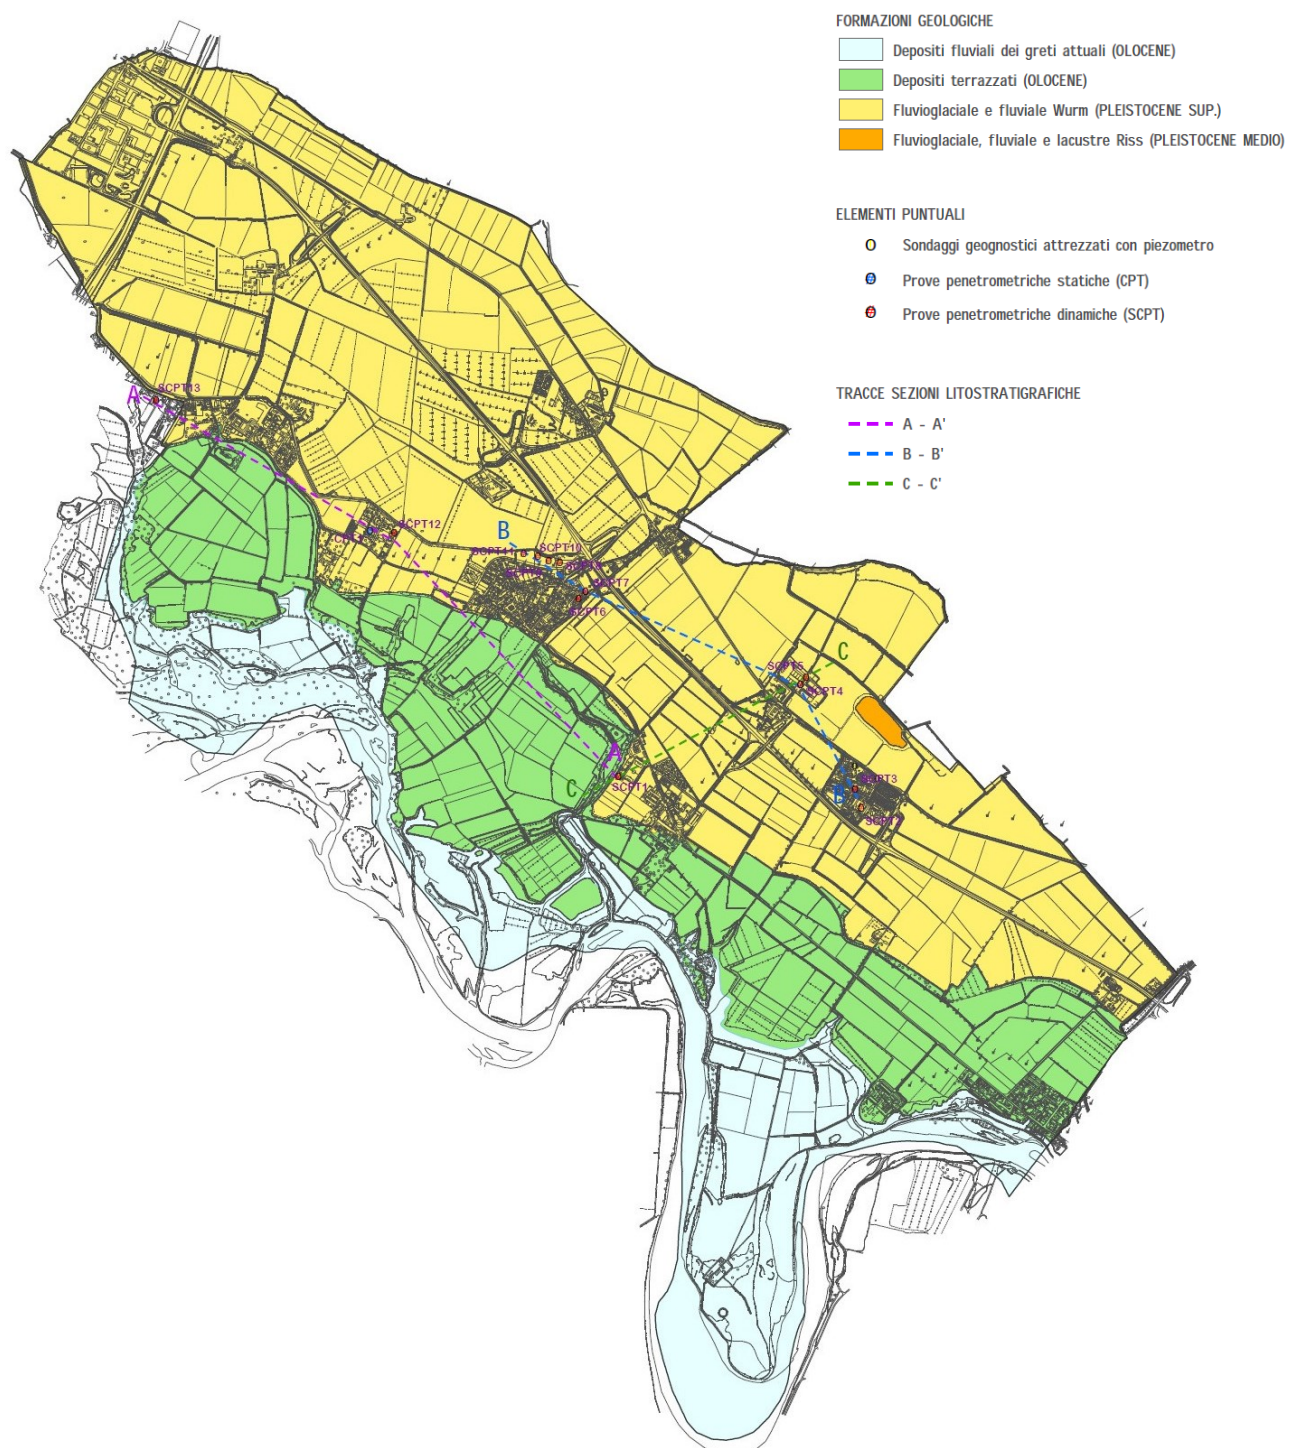 FORMAZIONI GEOLOGICHE
Depositi fluviali dei greti attuali (OLOCENE)
Depositi terrazzati (OLOCENE)
Fluvioglaciale e fluviale Wurm (PLEISTOCENE SUP.)
Fluvioglaciale, fluviale e lacustre Riss (PLEISTOCENE MEDIO)
ELEMENTI PUNTUALI
Sondaggi geognostici attrezzati con piezometro
Prove penetrometriche statiche (CPT)
Prove penetrometriche dinamiche (SCPT)
TRACCE SEZIONI LITOSTRATIGRAFICHE
A - A'
B - B'
C - C'
SCPT13
A
SCPT12
CPT1
B
SCPT11
SCPT10
SCPT7
SCPT6
C
SCPT5
SCPT4
A
SCPT1
C
SCPT3
B